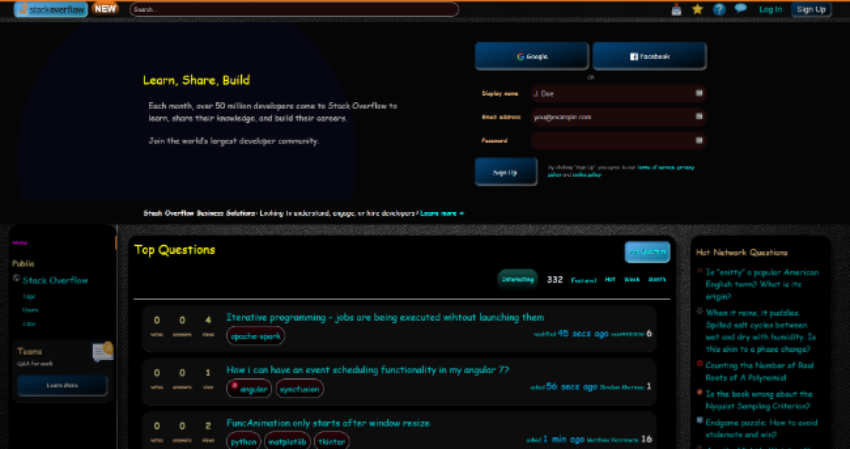 stackoverflow NEW Search... Log In Sign Up
Google Facebook
OR
Learn, Share, Build
Display name J. Doe
Each month, over 50 million developers come to Stack Overflow to
learn, share their knowledge, and build their careers.
Email address you@example.com
Join the world's largest developer community.
Password
Sign Up
By clicking "Sign Up", you agree to our terms of service, privacy
policy and cookie policy
Stack Overflow Business Solutions: Looking to understand, engage, or hire developers? Learn more
Home
Public
Stack Overflow
Tags
Users
Jobs
Teams
Q&A for work
Learn More
Top Questions
Interesting 332 Featured Hot Week Month
0 0 4
votes answers views
Iterative programming - jobs are being executed wihtout launching them
apache-spark
modified 45 secs ago 6
0 0 1
votes answers view
How i can have an event scheduling functionality in my angular 7?
angular syncfusion
asked 56 secs ago 1
0 0 2
votes answers views
FuncAnimation only starts after window resize
python matplotlib tkinter
asked 1 min ago 16
Hot Network Questions
Is "snitty" a popular American
English term? What is its
origin?
When it rains, it puddles.
Spilled salt cycles between
wet and dry with humidity. Is
this akin to a phase change?
Counting the Number of Real
Roots of A Polynomial
Is the book wrong about the
Nyquist Sampling Criterion?
Endgame puzzle: How to avoid
stalemate and win?